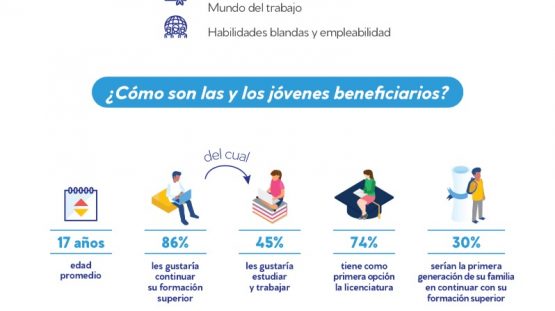 Mundo del trabajo
Habilidades blandas y empleabilidad
¿Cómo son las y los jóvenes beneficiarios?
del cual
17 años
edad
promedio
86%
les gustaría
continuar
su formación
superior
45%
les gustaría
estudiar
y trabajar
74%
tiene como
primera opción
la licenciatura
30%
serían la primera
generación de su familia
en continuar con su
formación superior